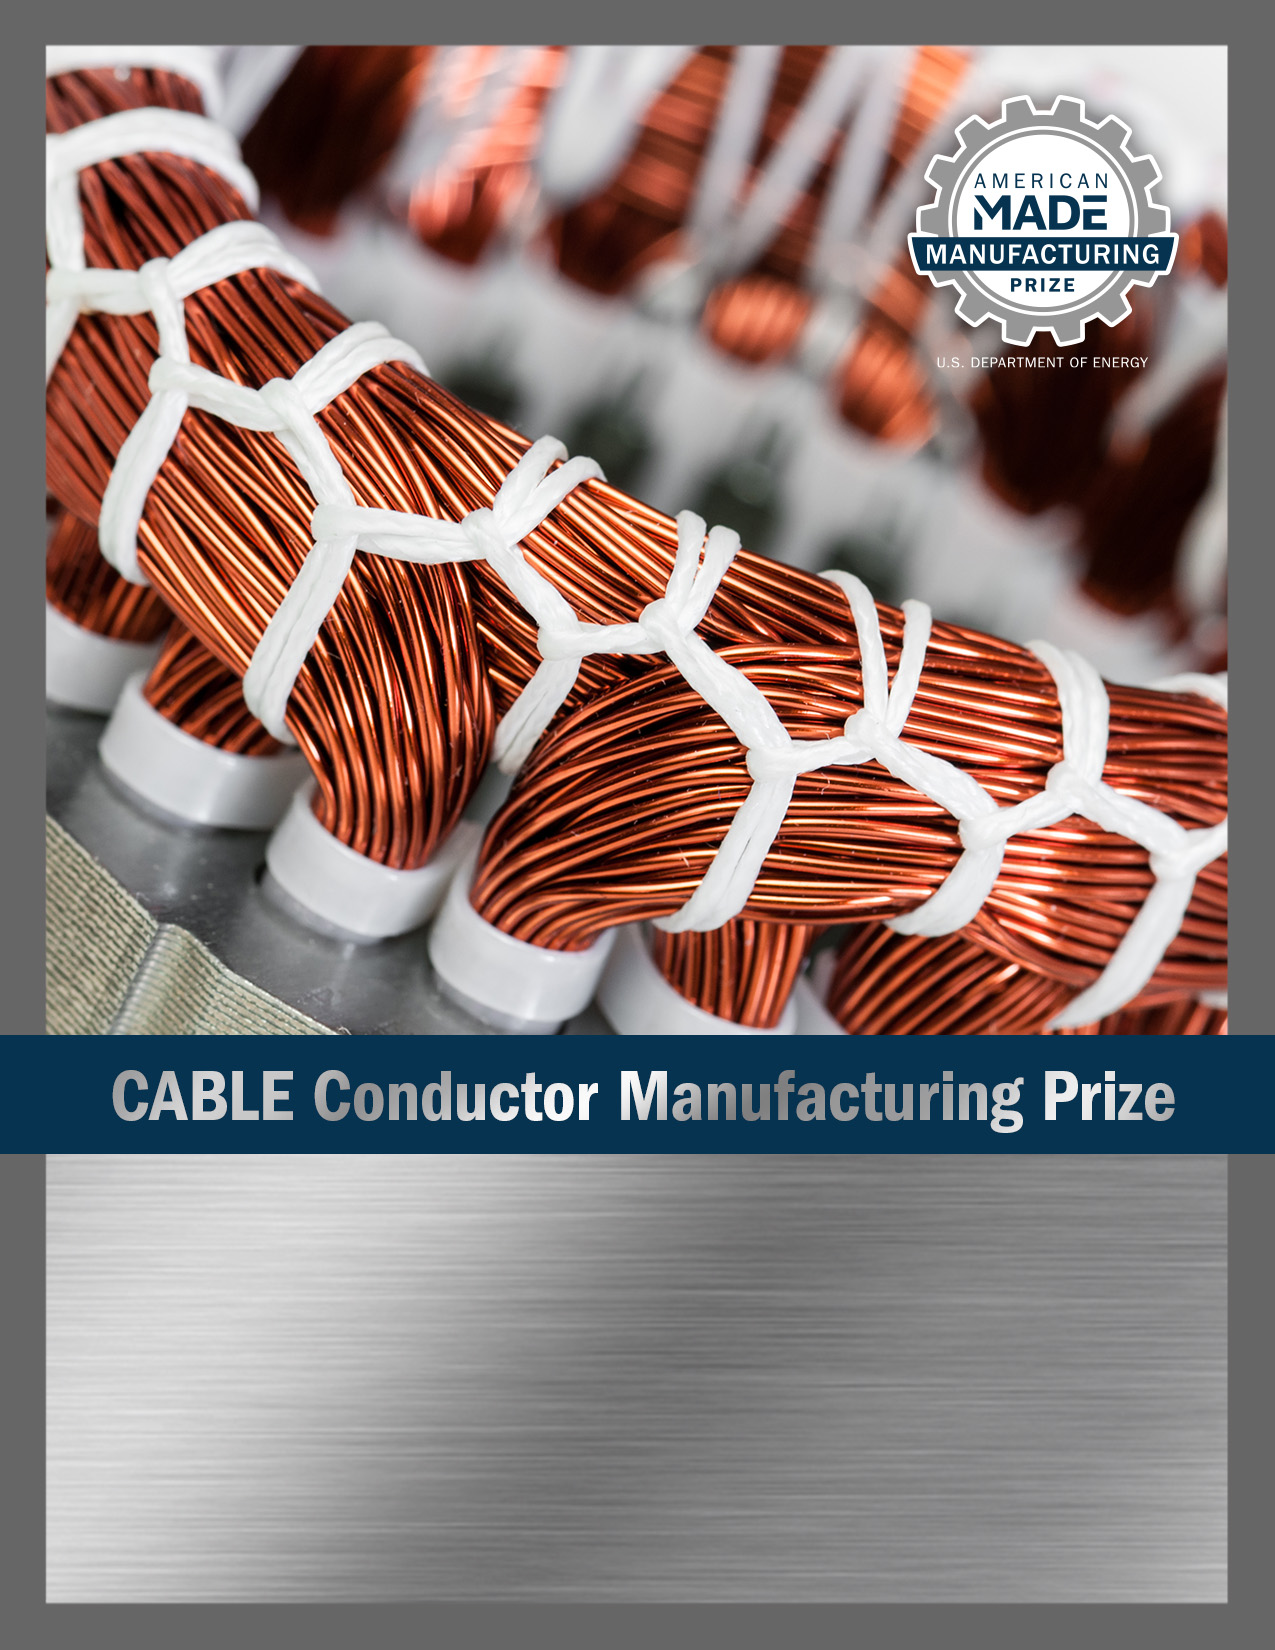 AMERICAN
MADE
MANUFACTURING
PRIZE
U.S. DEPARTMENT OF ENERGY
CABLE Conductor Manufacturing Prize